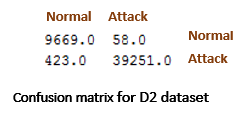 Normal Attack
9669.0 58.0 Normal
423.0 39251.0 Attack
Confusion matrix for D2 dataset